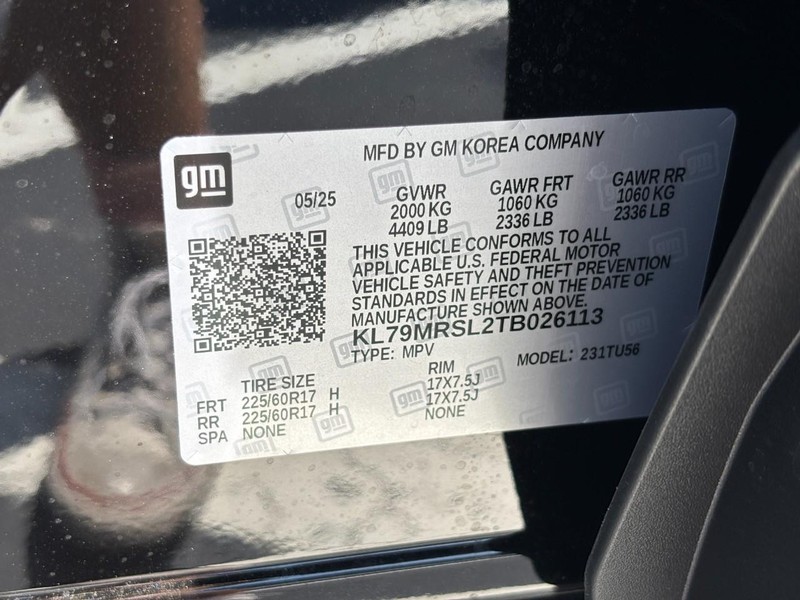 MFD BY GM KOREA COMPANY
gm
05/25
GVWR GAWR FRT GAWR RR
2000 KG 1060 KG 1060 KG
4409 LB 2336 LB 2336 LB
THIS VEHICLE CONFORMS TO ALL
APPLICABLE U.S. FEDERAL MOTOR
VEHICLE SAFETY AND THEFT PREVENTION
STANDARDS IN EFFECT ON THE DATE OF
MANUFACTURE SHOWN ABOVE.
KL79MRSL2TB026113
TYPE: MPV MODEL: 231TU56
TIRE SIZE RIM
FRT 225/60R17 H 17X7.5J
RR 225/60R17 H 17X7.5J
SPA NONE NONE